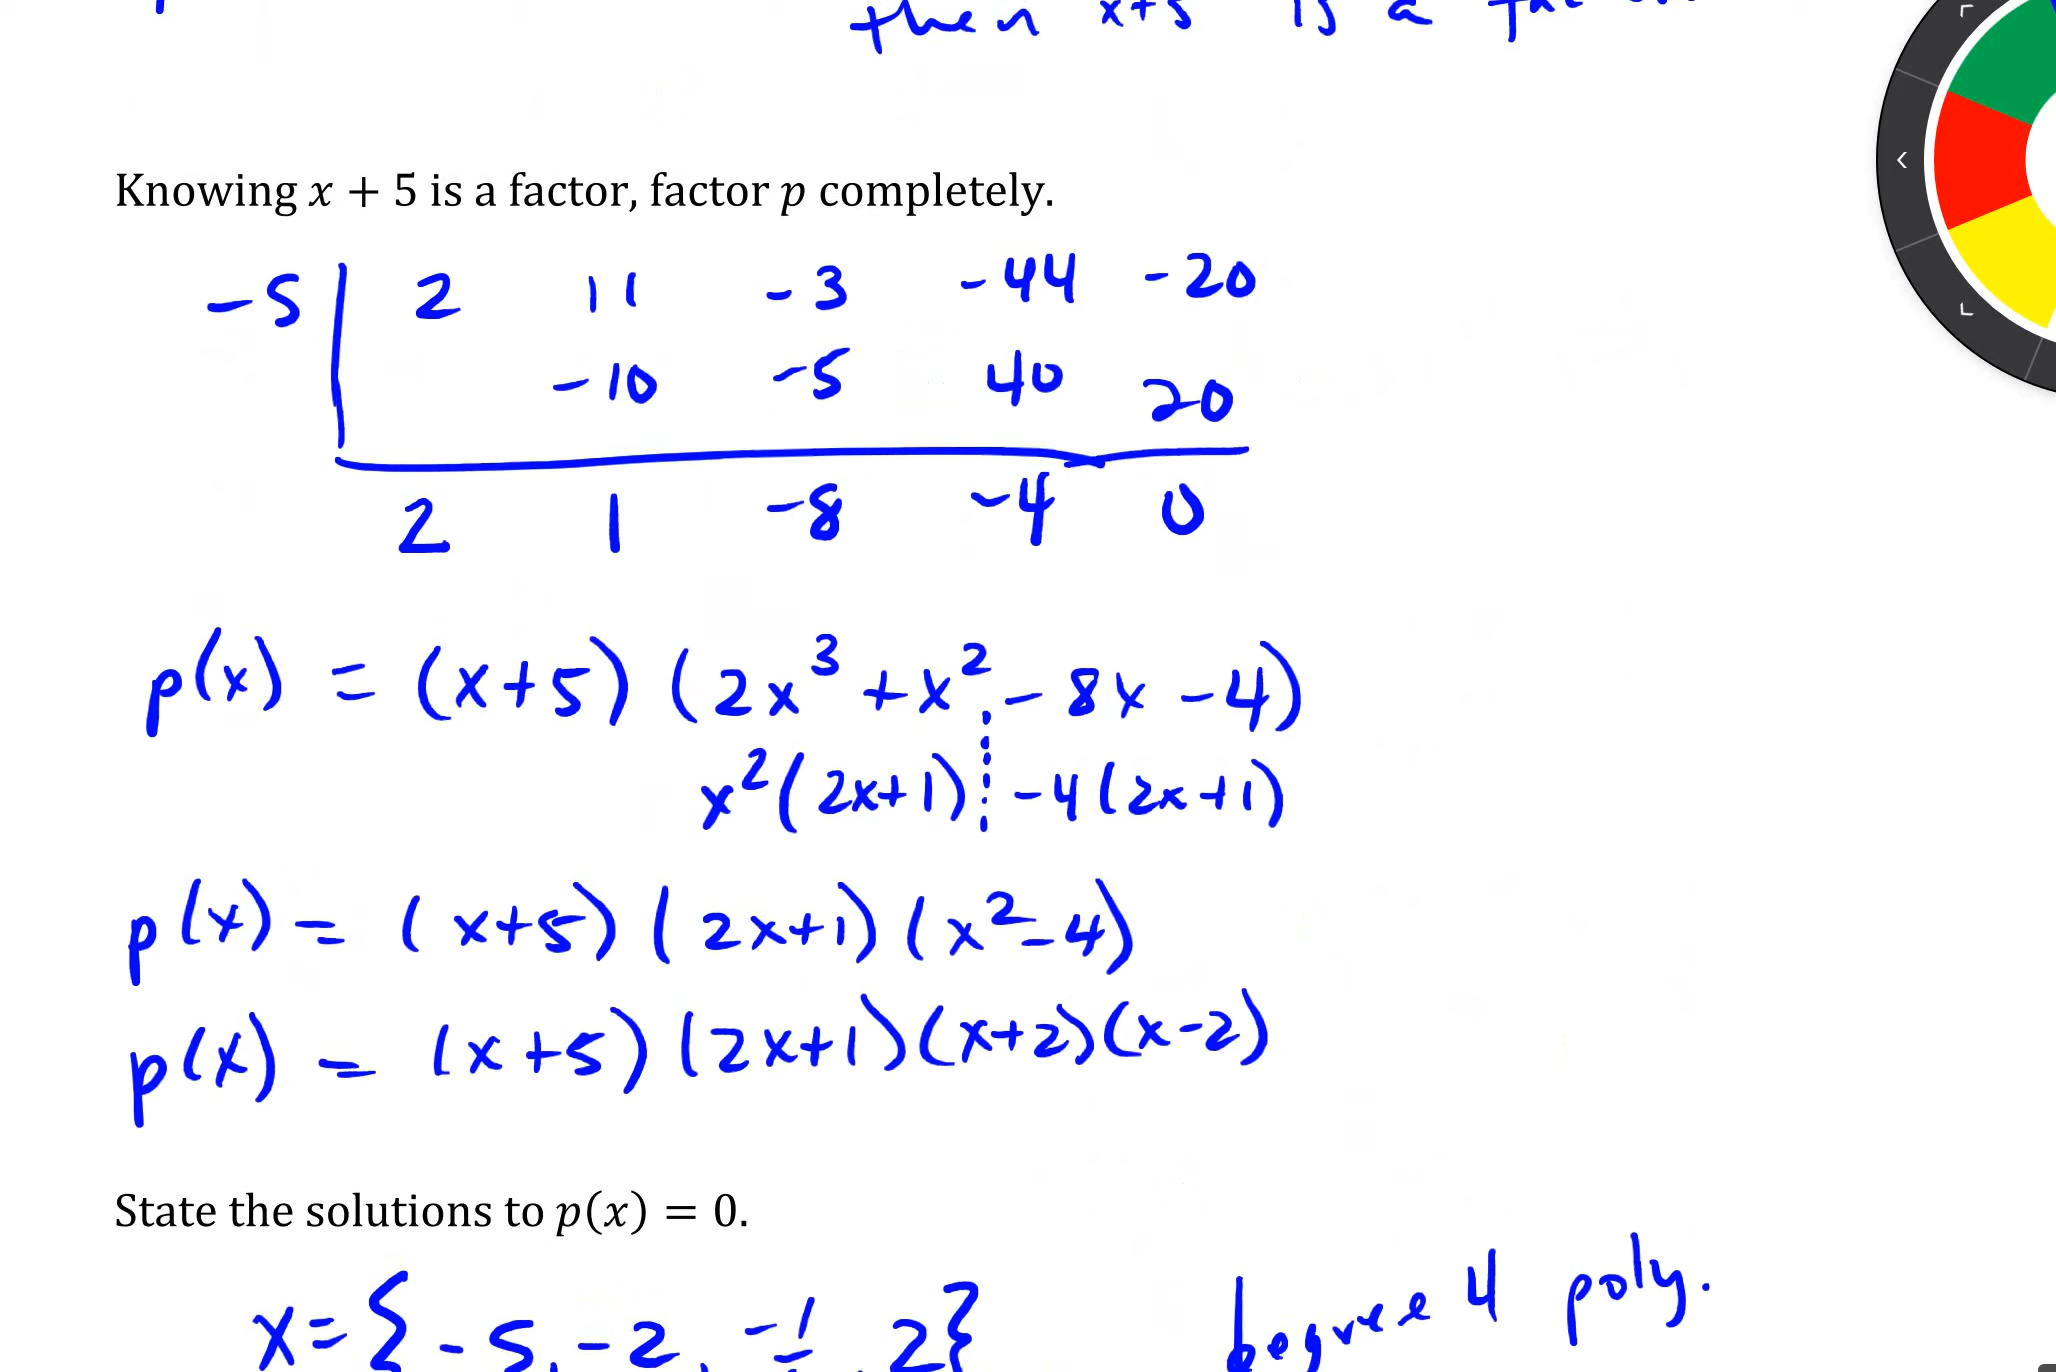 then x+5 is a
Knowing x + 5 is a factor, factor p completely.
-5 | 2 11 -3 -44 -20
-10 -5 40 20
2 1 -8 -4 0
p(x) = (x+5) (2x³ + x² - 8x - 4)
x²(2x+1) ⋮ -4(2x+1)
p(x) = (x+5)(2x+1)(x²-4)
p(x) = (x+5)(2x+1)(x+2)(x-2)
State the solutions to p(x) = 0.
x = { -5, -2, -1/, 2}
Degree 4 poly.